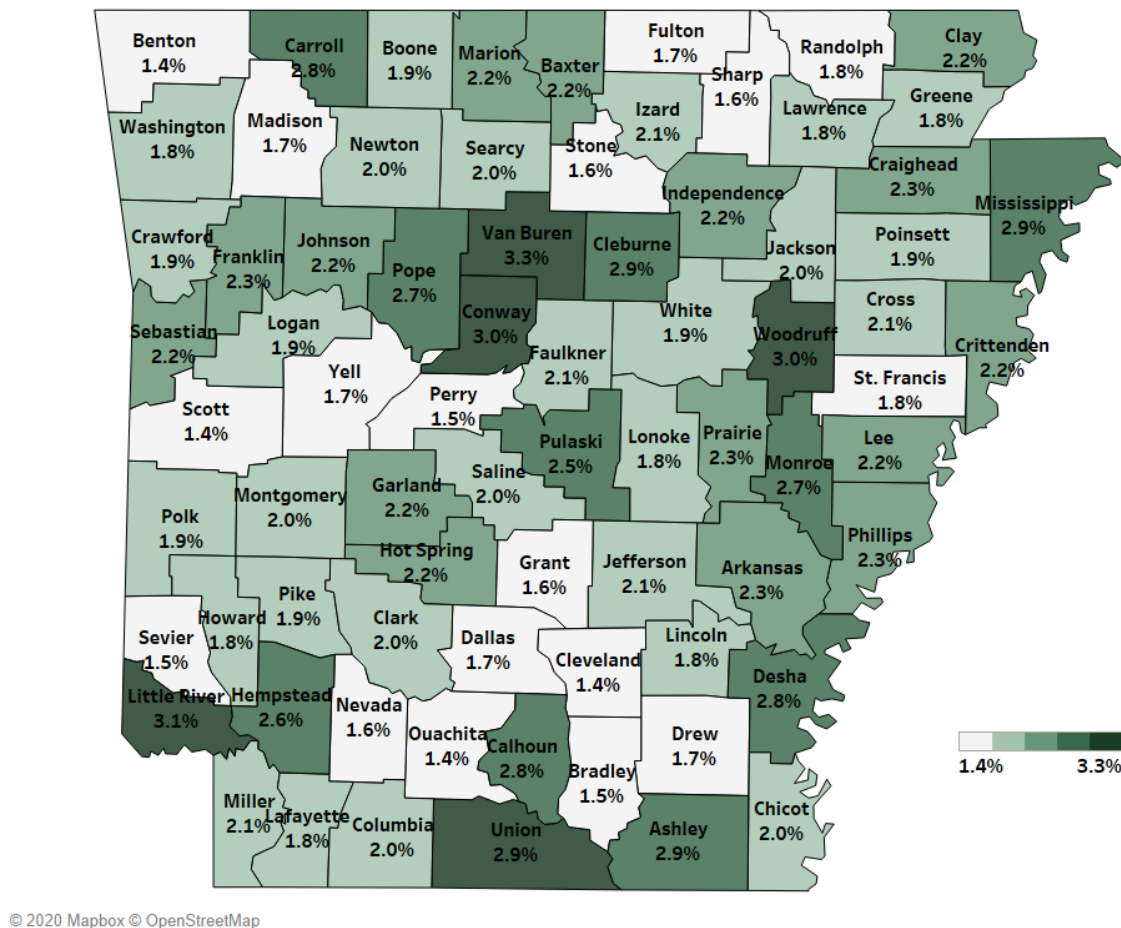 Benton
1.4%
Carroll
2.8%
Boone
1.9%
Marion
2.2%
Baxter
2.2%
Fulton
1.7%
Sharp
1.6%
Randolph
1.8%
Clay
2.2%
Washington
1.8%
Madison
1.7%
Newton
2.0%
Searcy
2.0%
Stone
1.6%
Izard
2.1%
Lawrence
1.8%
Greene
1.8%
Craighead
2.3%
Mississippi
2.9%
Crawford
1.9%
Franklin
2.3%
Johnson
2.2%
Pope
2.7%
Van Buren
3.3%
Cleburne
2.9%
Independence
2.2%
Jackson
2.0%
Poinsett
1.9%
Sebastian
2.2%
Logan
1.9%
Conway
3.0%
Faulkner
2.1%
White
1.9%
Woodruff
3.0%
Cross
2.1%
Crittenden
2.2%
Scott
1.4%
Yell
1.7%
Perry
1.5%
Pulaski
2.5%
Lonoke
1.8%
Prairie
2.3%
Monroe
2.7%
St. Francis
1.8%
Lee
2.2%
Polk
1.9%
Montgomery
2.0%
Garland
2.2%
Saline
2.0%
Phillips
2.3%
Hot Spring
2.2%
Grant
1.6%
Jefferson
2.1%
Arkansas
2.3%
Sevier
1.5%
Howard
1.8%
Pike
1.9%
Clark
2.0%
Dallas
1.7%
Cleveland
1.4%
Lincoln
1.8%
Desha
2.8%
Little River
3.1%
Hempstead
2.6%
Nevada
1.6%
Ouachita
1.4%
Calhoun
2.8%
Bradley
1.5%
Drew
1.7%
Miller
2.1%
Lafayette
1.8%
Columbia
2.0%
Union
2.9%
Ashley
2.9%
Chicot
2.0%
1.4%
3.3%
© 2020 Mapbox © OpenStreetMap